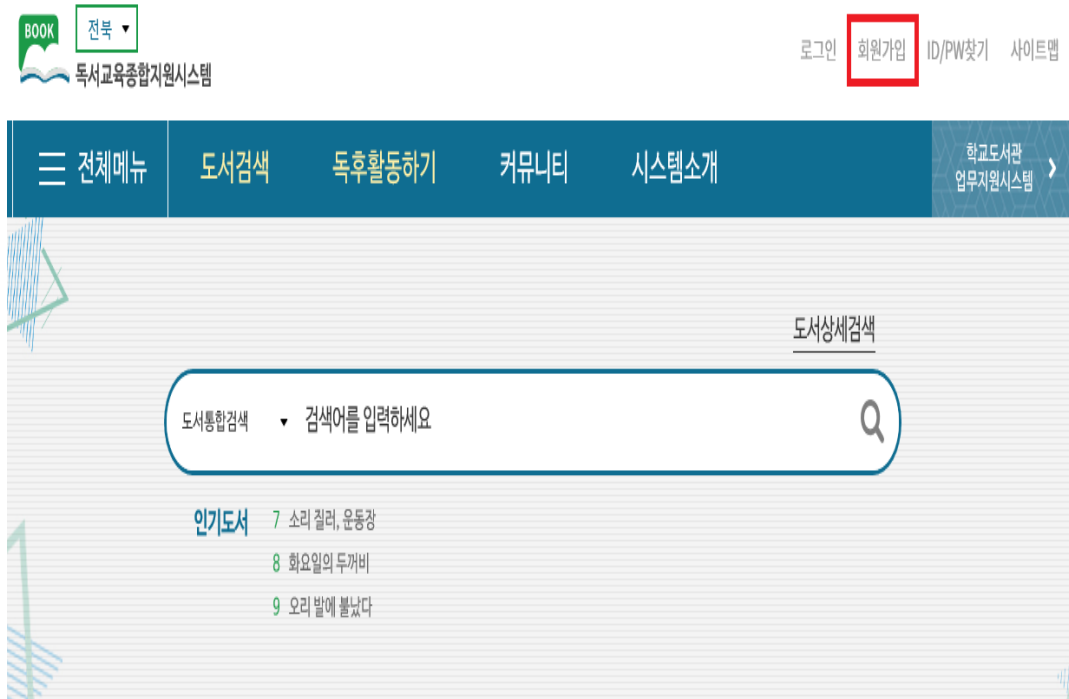 BOOK
전북 ▼
독서교육종합지원시스템
로그인 회원가입 ID/PW찾기 사이트맵
전체메뉴 도서검색 독후활동하기 커뮤니티 시스템소개
학교도서관
업무지원시스템
도서상세검색
도서통합검색 ▼ 검색어를 입력하세요
인기도서 7 소리 질러, 운동장
8 화요일의 두꺼비
9 오리 발에 불났다